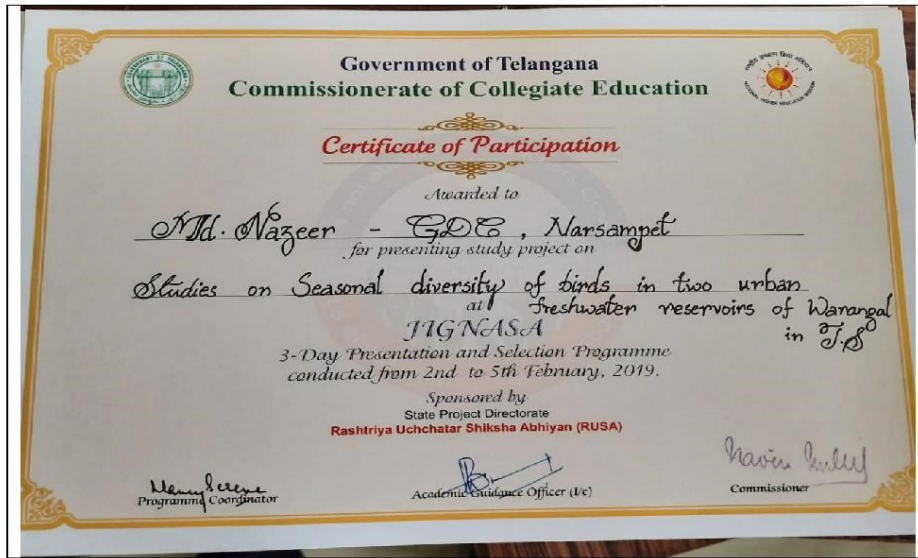 Government of Telangana
Commissionerate of Collegiate Education
Certificate of Participation
Awarded to
Md. Nazeer - GDC, Narsampet
for presenting study project on
Studies on Seasonal diversity of birds in two urban
at freshwater reservoirs of Warangal
JIGNASA in T.S
3-Day Presentation and Selection Programme
conducted from 2nd to 5th February, 2019.
Sponsored by
State Project Directorate
Rashtriya Uchchatar Shiksha Abhiyan (RUSA)
Programme Coordinator
Academic Guidance Officer (I/c)
Commissioner